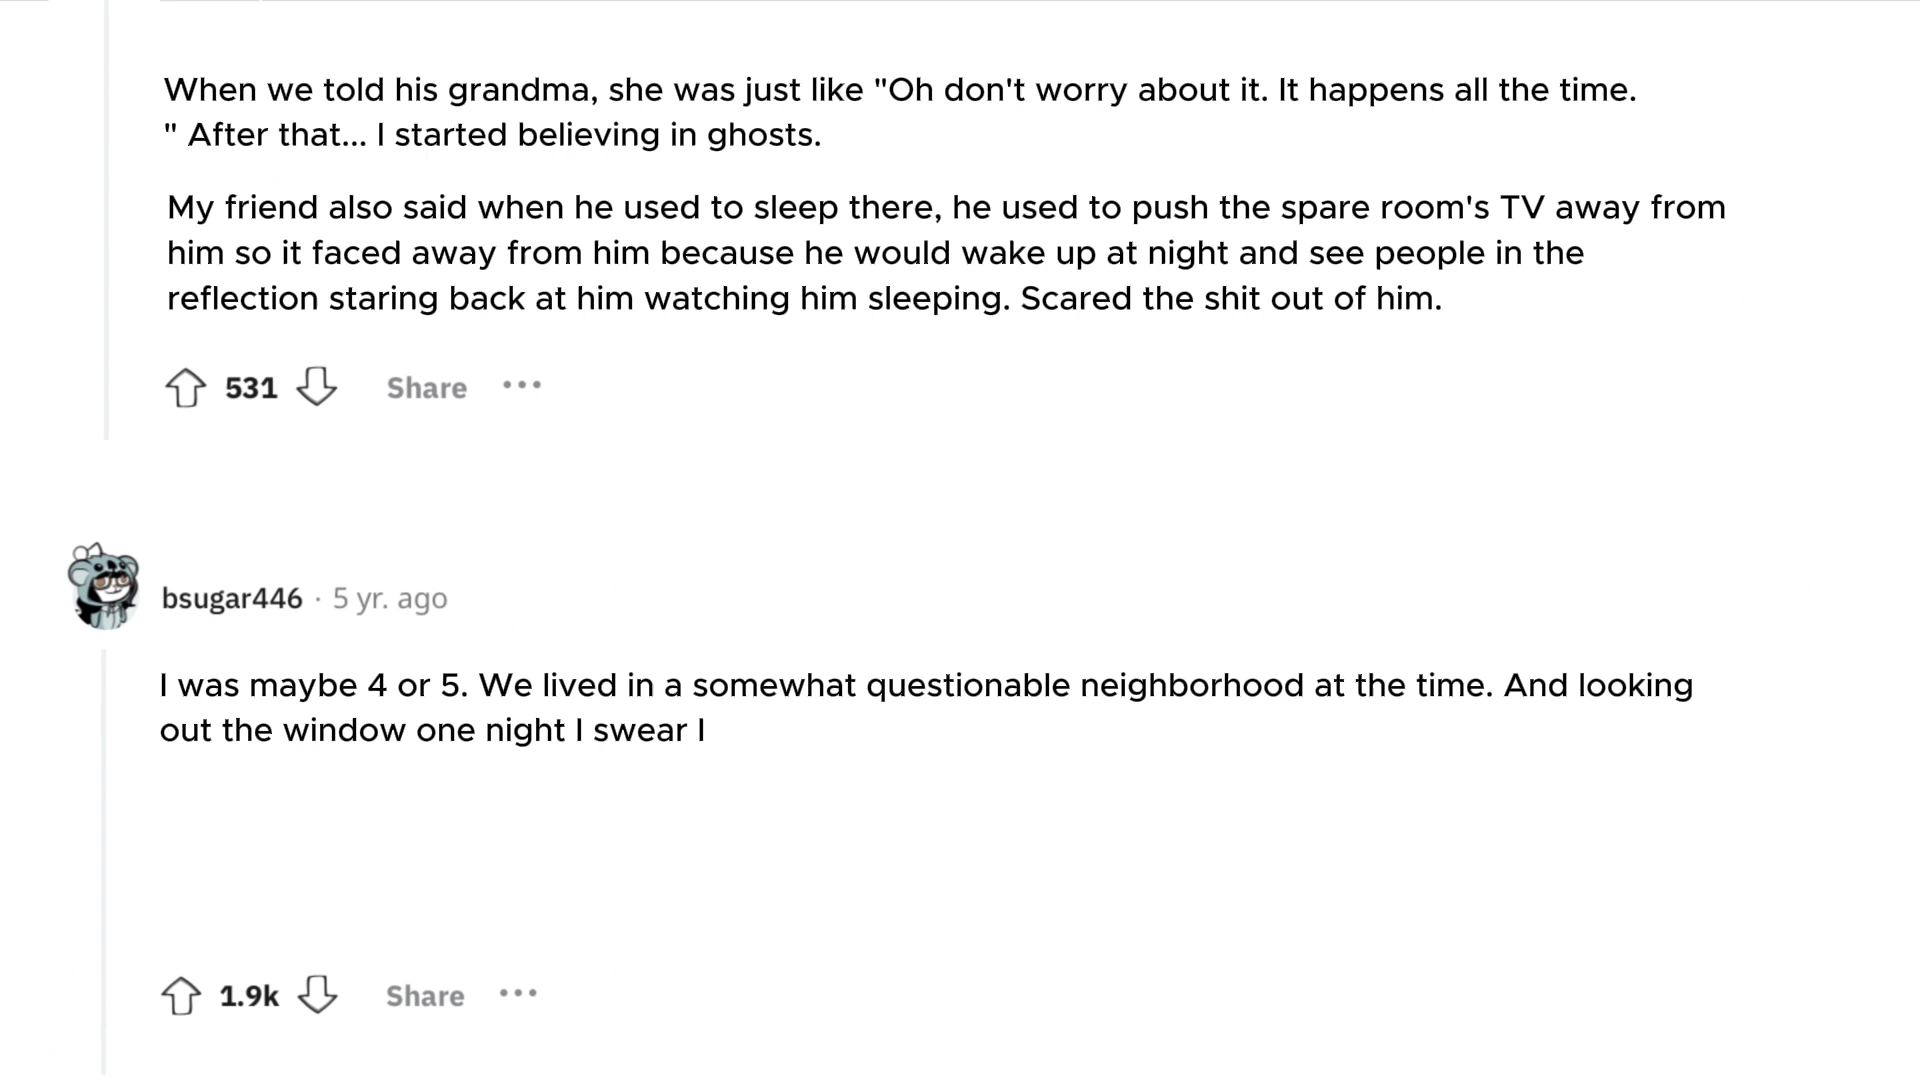 When we told his grandma, she was just like "Oh don't worry about it. It happens all the time.
" After that... I started believing in ghosts.
My friend also said when he used to sleep there, he used to push the spare room's TV away from
him so it faced away from him because he would wake up at night and see people in the
reflection staring back at him watching him sleeping. Scared the shit out of him.
531 Share ···
bsugar446 · 5 yr. ago
I was maybe 4 or 5. We lived in a somewhat questionable neighborhood at the time. And looking
out the window one night I swear I
1.9k Share ···